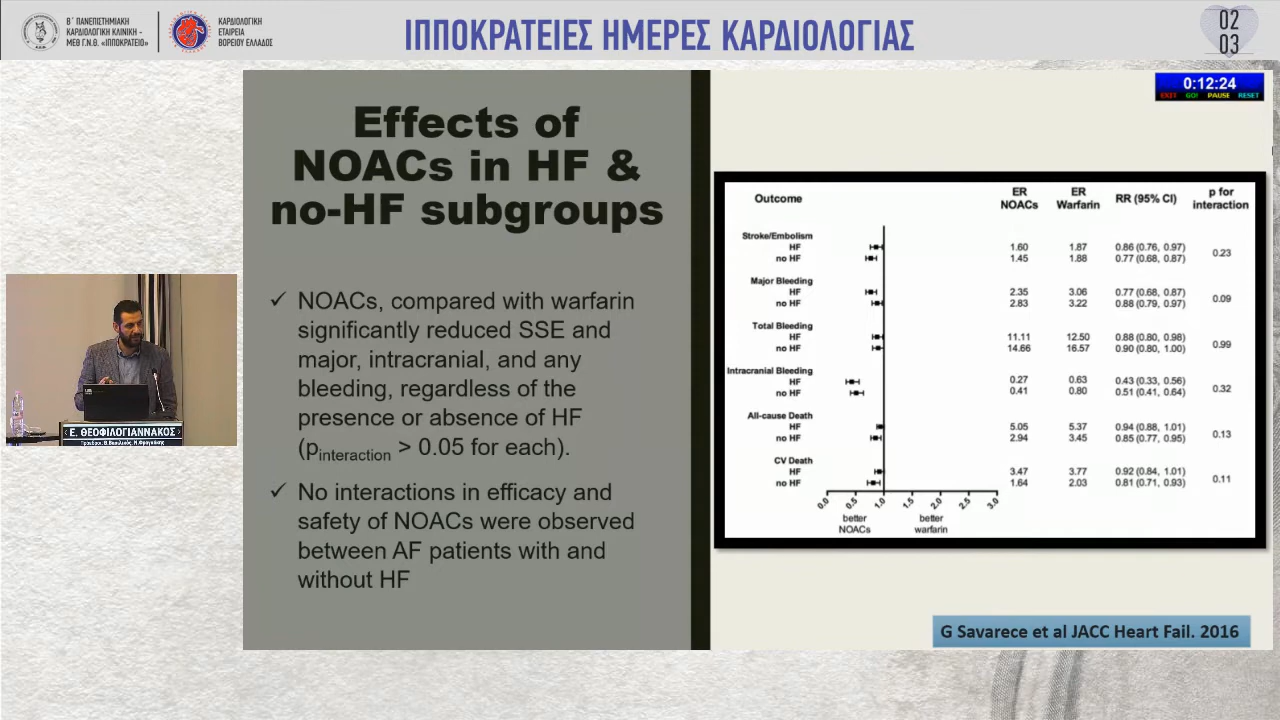 Β΄ ΠΑΝΕΠΙΣΤΗΜΙΑΚΗ
ΚΑΡΔΙΟΛΟΓΙΚΗ ΚΛΙΝΙΚΗ -
ΜΕΘ Γ.Ν.Θ. «ΙΠΠΟΚΡΑΤΕΙΟ»
ΚΑΡΔΙΟΛΟΓΙΚΗ
ΕΤΑΙΡΕΙΑ
ΒΟΡΕΙΟΥ ΕΛΛΑΔΟΣ
ΙΠΠΟΚΡΑΤΕΙΕΣ ΗΜΕΡΕΣ ΚΑΡΔΙΟΛΟΓΙΑΣ
02
03
0:12:24
EXIT GO! PAUSE RESET
Effects of
NOACs in HF &
no-HF subgroups
✓ NOACs, compared with warfarin
significantly reduced SSE and
major, intracranial, and any
bleeding, regardless of the
presence or absence of HF
(pinteraction > 0.05 for each).
✓ No interactions in efficacy and
safety of NOACs were observed
between AF patients with and
without HF
Outcome ER NOACs ER Warfarin RR (95% CI) p for interaction
Stroke/Embolism
HF 1.60 1.87 0.86 (0.76, 0.97)
0.23
no HF 1.45 1.88 0.77 (0.68, 0.87)
Major Bleeding
HF 2.35 3.06 0.77 (0.68, 0.87)
0.09
no HF 2.83 3.22 0.88 (0.79, 0.97)
Total Bleeding
HF 11.11 12.50 0.88 (0.80, 0.98)
0.99
no HF 14.66 16.57 0.90 (0.80, 1.00)
Intracranial Bleeding
HF 0.27 0.63 0.43 (0.33, 0.56)
0.32
no HF 0.41 0.80 0.51 (0.41, 0.64)
All-cause Death
HF 5.05 5.37 0.94 (0.88, 1.01)
0.13
no HF 2.94 3.45 0.85 (0.77, 0.95)
CV Death
HF 3.47 3.77 0.92 (0.84, 1.01)
0.11
no HF 1.64 2.03 0.81 (0.71, 0.93)
0.0 0.5 1.0 1.5 2.0 2.5 3.0
better NOACs better warfarin
G Savarece et al JACC Heart Fail. 2016
Ε. ΘΕΟΦΙΛΟΓΙΑΝΝΑΚΟΣ
Πρόεδροι: Β.Βασιλικός, Ν.Φραγκάκης